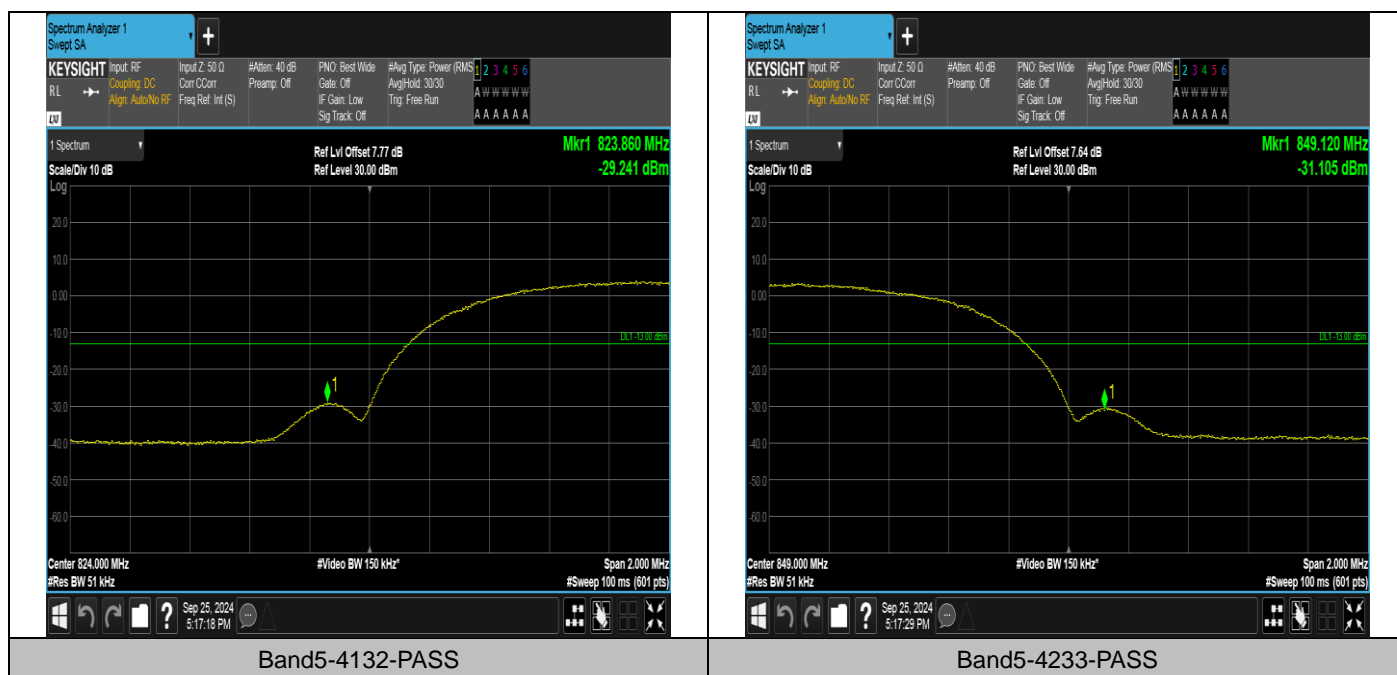 Spectrum Analyzer 1
Swept SA
+
KEYSIGHT
RL
LXI
Input: RF
Coupling: DC
Align: Auto/No RF
Input Z: 50 Ω
Corr CCorr
Freq Ref: Int (S)
#Atten: 40 dB
Preamp: Off
PNO: Best Wide
Gate: Off
IF Gain: Low
Sig Track: Off
#Avg Type: Power (RMS
Avg|Hold: 30/30
Trig: Free Run
1 2 3 4 5 6
A W W W W W
A A A A A A
1 Spectrum
Scale/Div 10 dB
Log
Ref Lvl Offset 7.77 dB
Ref Level 30.00 dBm
Mkr1 823.860 MHz
-29.241 dBm
20.0
10.0
0.00
-10.0
DL1 -13.00 dBm
-20.0
1
-30.0
-40.0
-50.0
-60.0
Center 824.000 MHz
#Video BW 150 kHz*
Span 2.000 MHz
#Res BW 51 kHz
#Sweep 100 ms (601 pts)
?
Sep 25, 2024
5:17:18 PM
Band5-4132-PASS
Spectrum Analyzer 1
Swept SA
+
KEYSIGHT
RL
LXI
Input: RF
Coupling: DC
Align: Auto/No RF
Input Z: 50 Ω
Corr CCorr
Freq Ref: Int (S)
#Atten: 40 dB
Preamp: Off
PNO: Best Wide
Gate: Off
IF Gain: Low
Sig Track: Off
#Avg Type: Power (RMS
Avg|Hold: 30/30
Trig: Free Run
1 2 3 4 5 6
A W W W W W
A A A A A A
1 Spectrum
Scale/Div 10 dB
Log
Ref Lvl Offset 7.64 dB
Ref Level 30.00 dBm
Mkr1 849.120 MHz
-31.105 dBm
20.0
10.0
0.00
-10.0
DL1 -13.00 dBm
-20.0
1
-30.0
-40.0
-50.0
-60.0
Center 849.000 MHz
#Video BW 150 kHz*
Span 2.000 MHz
#Res BW 51 kHz
#Sweep 100 ms (601 pts)
?
Sep 25, 2024
5:17:29 PM
Band5-4233-PASS